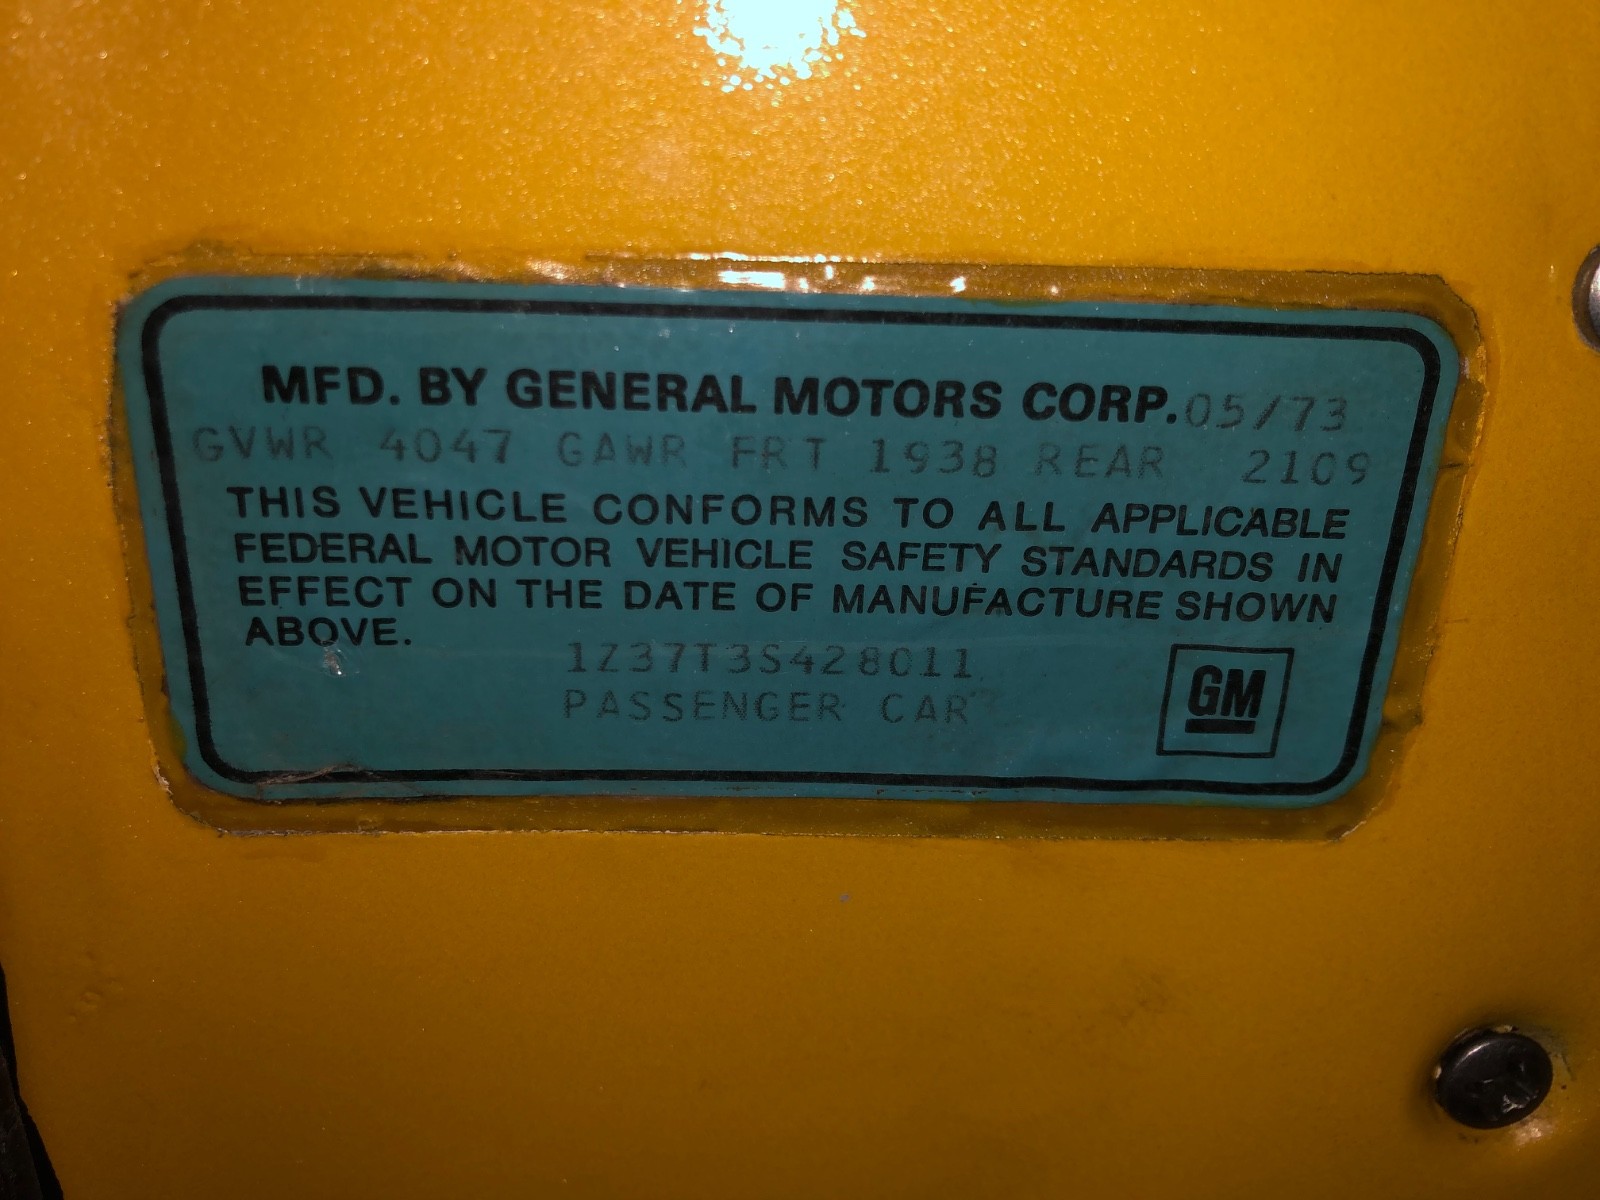 MFD. BY GENERAL MOTORS CORP. 05/73
GVWR 4047 GAWR FRT 1938 REAR 2109
THIS VEHICLE CONFORMS TO ALL APPLICABLE
FEDERAL MOTOR VEHICLE SAFETY STANDARDS IN
EFFECT ON THE DATE OF MANUFACTURE SHOWN
ABOVE.
1Z37T3S428011
PASSENGER CAR
GM